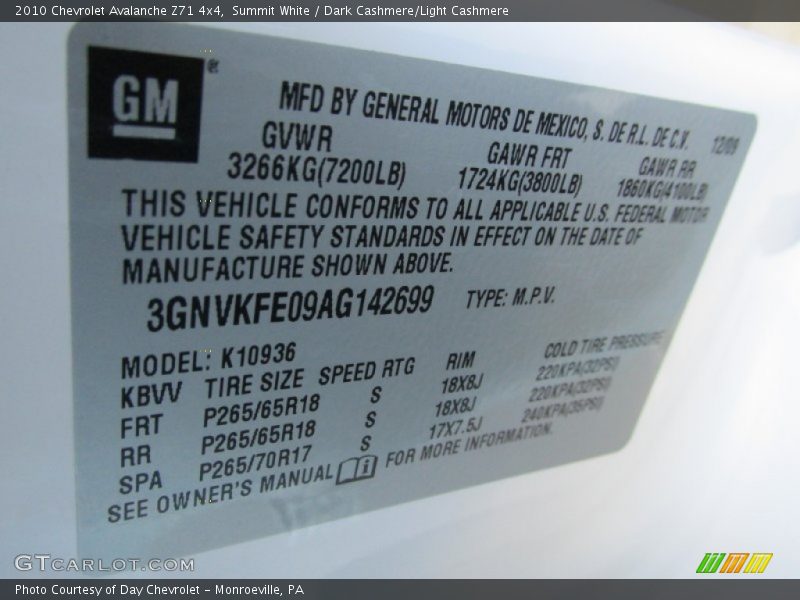 2010 Chevrolet Avalanche Z71 4x4,  Summit White / Dark Cashmere/Light Cashmere
GM
MFD BY GENERAL MOTORS DE MEXICO, S. DE R.L. DE C.V. 12/09
GVWR GAWR FRT GAWR RR
3266KG(7200LB) 1724KG(3800LB) 1860KG(4100LB)
THIS VEHICLE CONFORMS TO ALL APPLICABLE U.S. FEDERAL MOTOR
VEHICLE SAFETY STANDARDS IN EFFECT ON THE DATE OF
MANUFACTURE SHOWN ABOVE.
3GNVKFE09AG142699 TYPE: M.P.V.
MODEL: K10936
KBVV TIRE SIZE SPEED RTG RIM COLD TIRE PRESSURE
FRT P265/65R18 S 18X8J 220KPA(32PSI)
RR P265/65R18 S 18X8J 220KPA(32PSI)
SPA P265/70R17 S 17X7.5J 240KPA(35PSI)
SEE OWNER'S MANUAL FOR MORE INFORMATION.
GTCARLOT.COM
Photo Courtesy of Day Chevrolet – Monroeville, PA